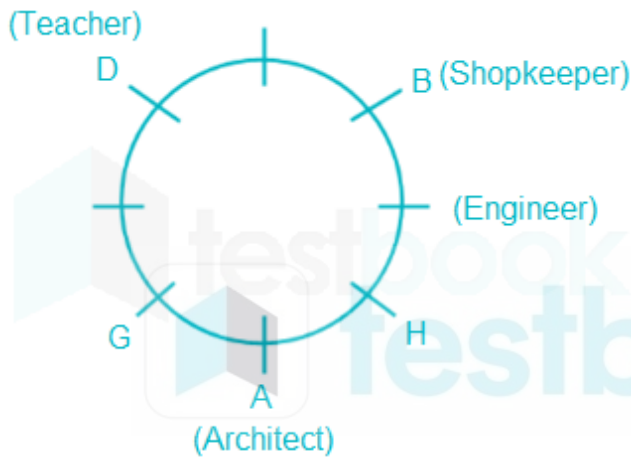 (Teacher)
D
B (Shopkeeper)
(Engineer)
testbook
G
H
testb
A
(Architect)